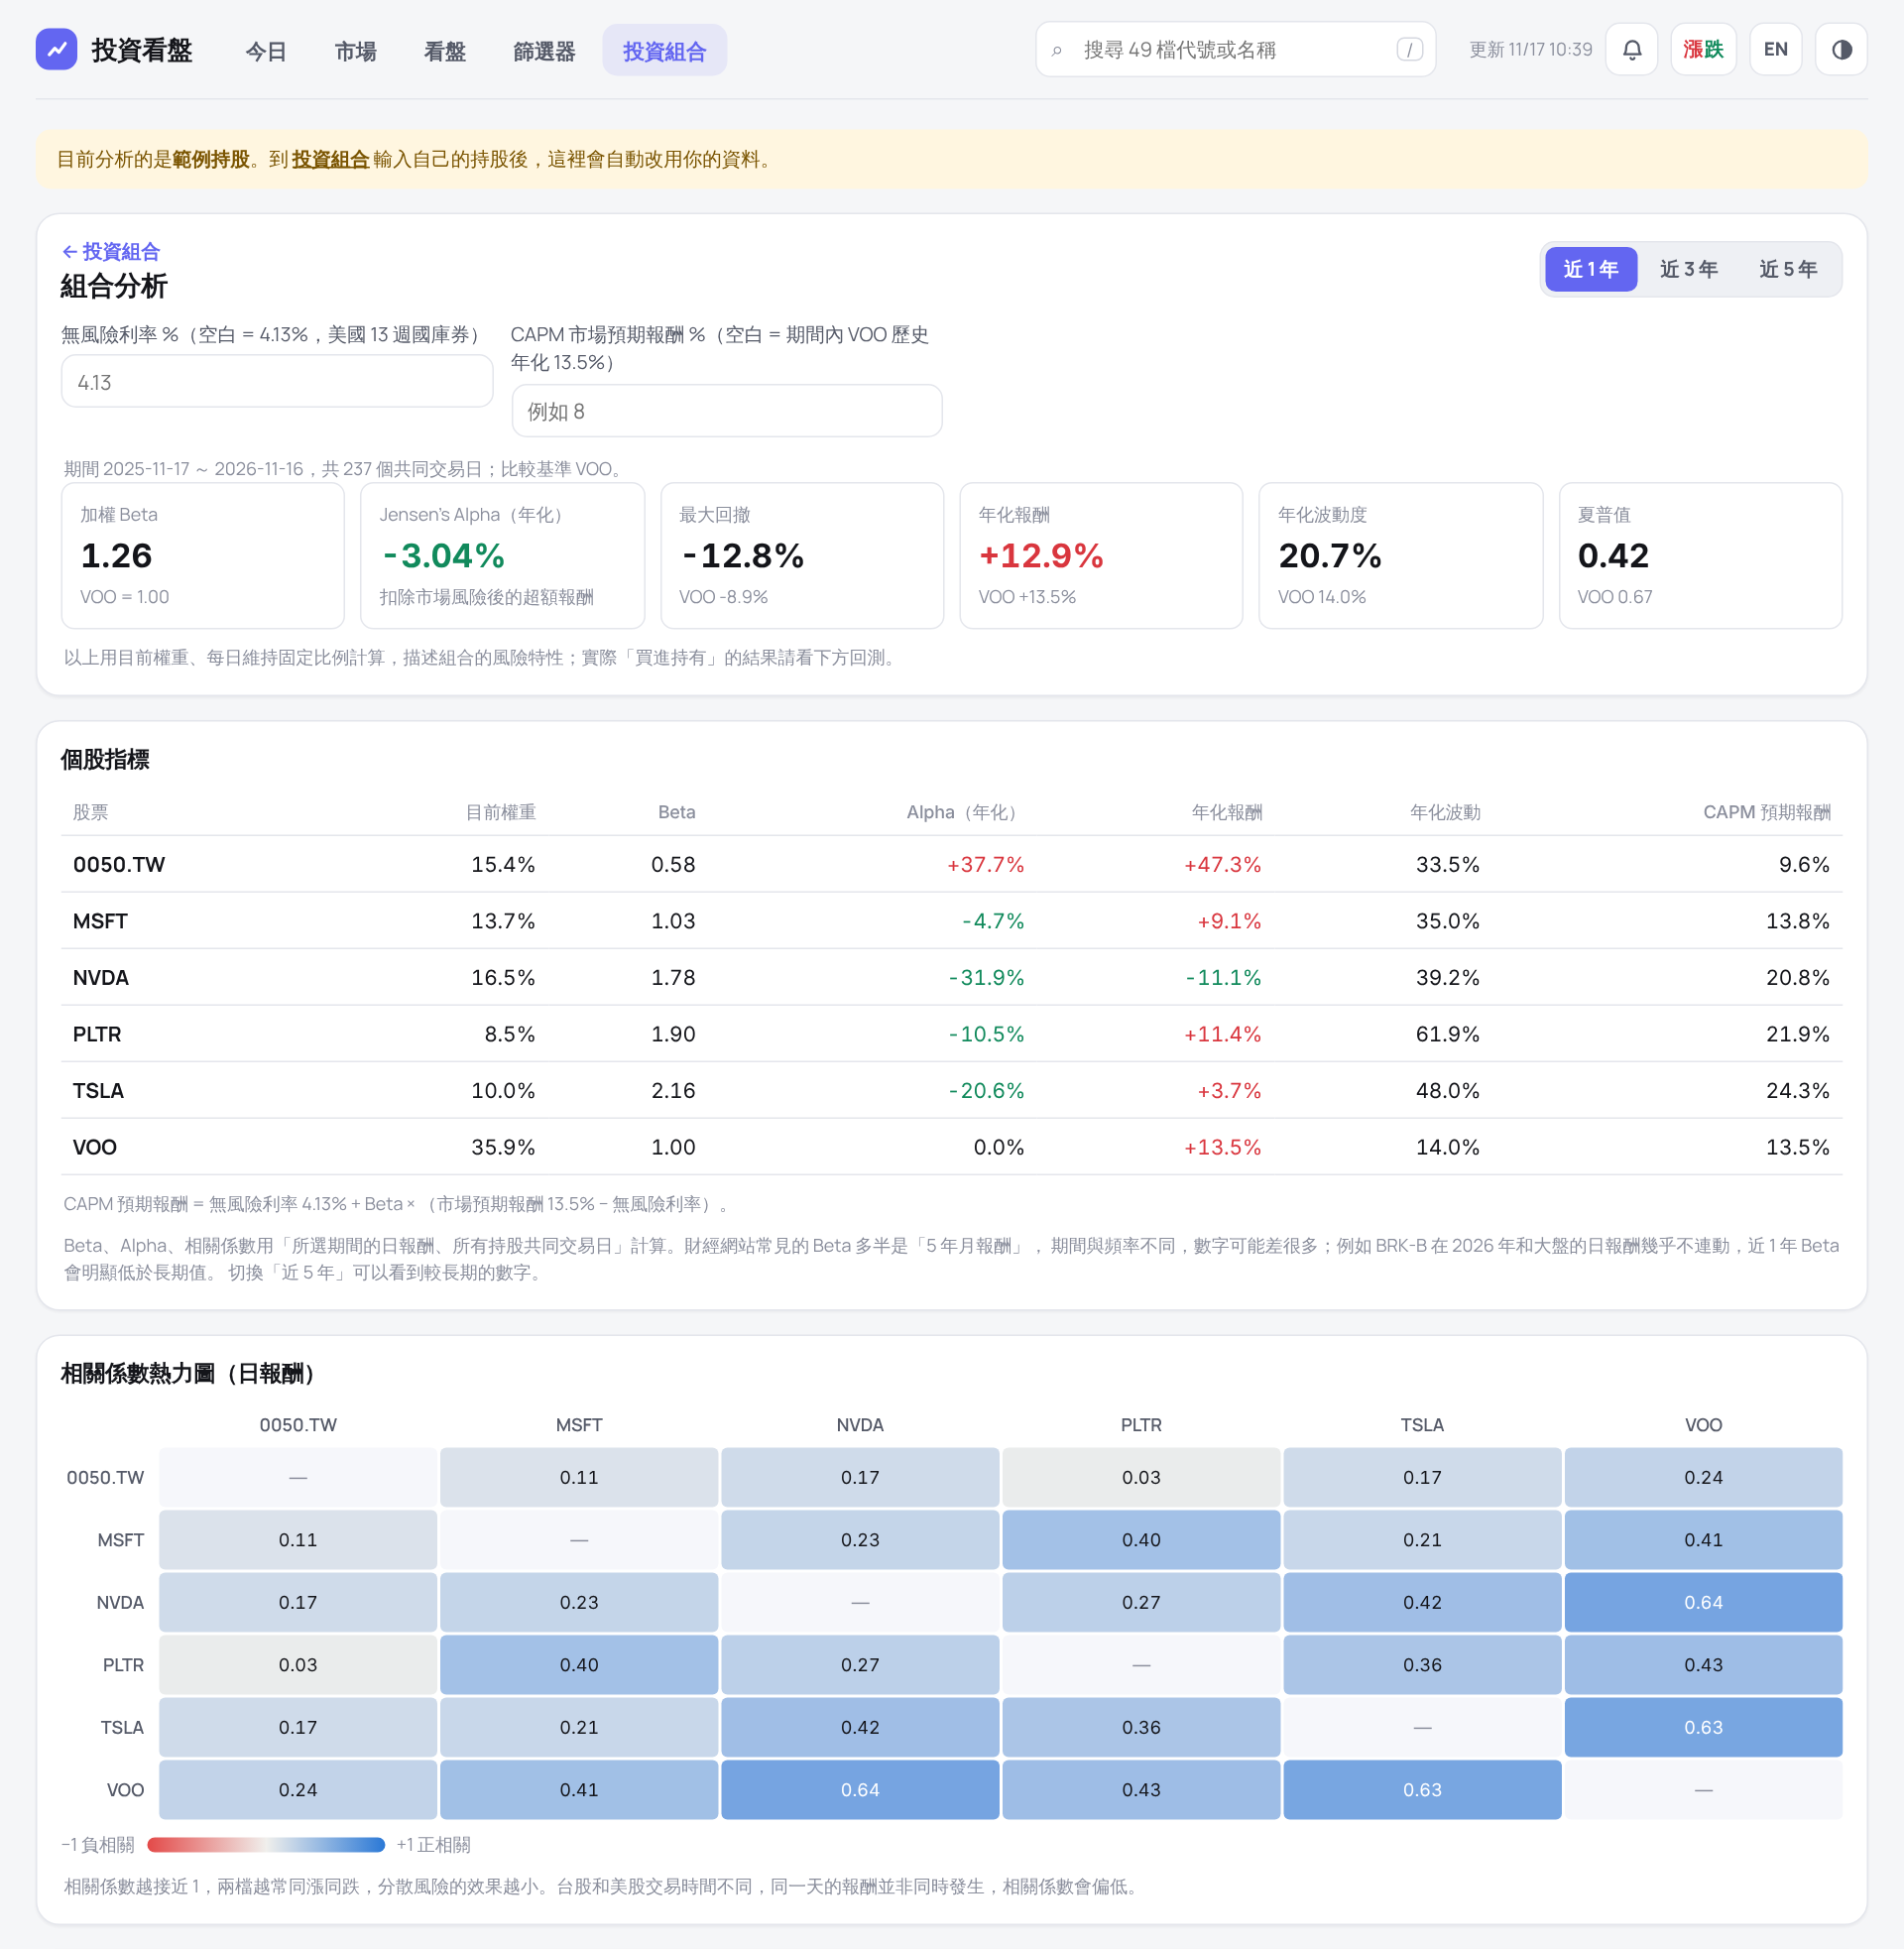 投資看盤 今日 市場 看盤 篩選器 投資組合 搜尋 49 檔代號或名稱 / 更新 11/17 10:39 漲跌 EN
目前分析的是範例持股。到 投資組合 輸入自己的持股後，這裡會自動改用你的資料。
← 投資組合
組合分析
近 1 年 近 3 年 近 5 年
無風險利率 %（空白 = 4.13%，美國 13 週國庫券）
4.13
CAPM 市場預期報酬 %（空白 = 期間內 VOO 歷史
年化 13.5%）
例如 8
期間 2025-11-17 ～ 2026-11-16，共 237 個共同交易日；比較基準 VOO。
加權 Beta
1.26
VOO = 1.00
Jensen's Alpha（年化）
-3.04%
扣除市場風險後的超額報酬
最大回撤
-12.8%
VOO -8.9%
年化報酬
+12.9%
VOO +13.5%
年化波動度
20.7%
VOO 14.0%
夏普值
0.42
VOO 0.67
以上用目前權重、每日維持固定比例計算，描述組合的風險特性；實際「買進持有」的結果請看下方回測。
個股指標
股票 目前權重 Beta Alpha（年化） 年化報酬 年化波動 CAPM 預期報酬
0050.TW 15.4% 0.58 +37.7% +47.3% 33.5% 9.6%
MSFT 13.7% 1.03 -4.7% +9.1% 35.0% 13.8%
NVDA 16.5% 1.78 -31.9% -11.1% 39.2% 20.8%
PLTR 8.5% 1.90 -10.5% +11.4% 61.9% 21.9%
TSLA 10.0% 2.16 -20.6% +3.7% 48.0% 24.3%
VOO 35.9% 1.00 0.0% +13.5% 14.0% 13.5%
CAPM 預期報酬 = 無風險利率 4.13% + Beta ×（市場預期報酬 13.5% − 無風險利率）。
Beta、Alpha、相關係數用「所選期間的日報酬、所有持股共同交易日」計算。財經網站常見的 Beta 多半是「5 年月報酬」， 期間與頻率不同，數字可能差很多；例如 BRK-B 在 2026 年和大盤的日報酬幾乎不連動，近 1 年 Beta
會明顯低於長期值。 切換「近 5 年」可以看到較長期的數字。
相關係數熱力圖（日報酬）
0050.TW MSFT NVDA PLTR TSLA VOO
0050.TW — 0.11 0.17 0.03 0.17 0.24
MSFT 0.11 — 0.23 0.40 0.21 0.41
NVDA 0.17 0.23 — 0.27 0.42 0.64
PLTR 0.03 0.40 0.27 — 0.36 0.43
TSLA 0.17 0.21 0.42 0.36 — 0.63
VOO 0.24 0.41 0.64 0.43 0.63 —
−1 負相關 +1 正相關
相關係數越接近 1，兩檔越常同漲同跌，分散風險的效果越小。台股和美股交易時間不同，同一天的報酬並非同時發生，相關係數會偏低。